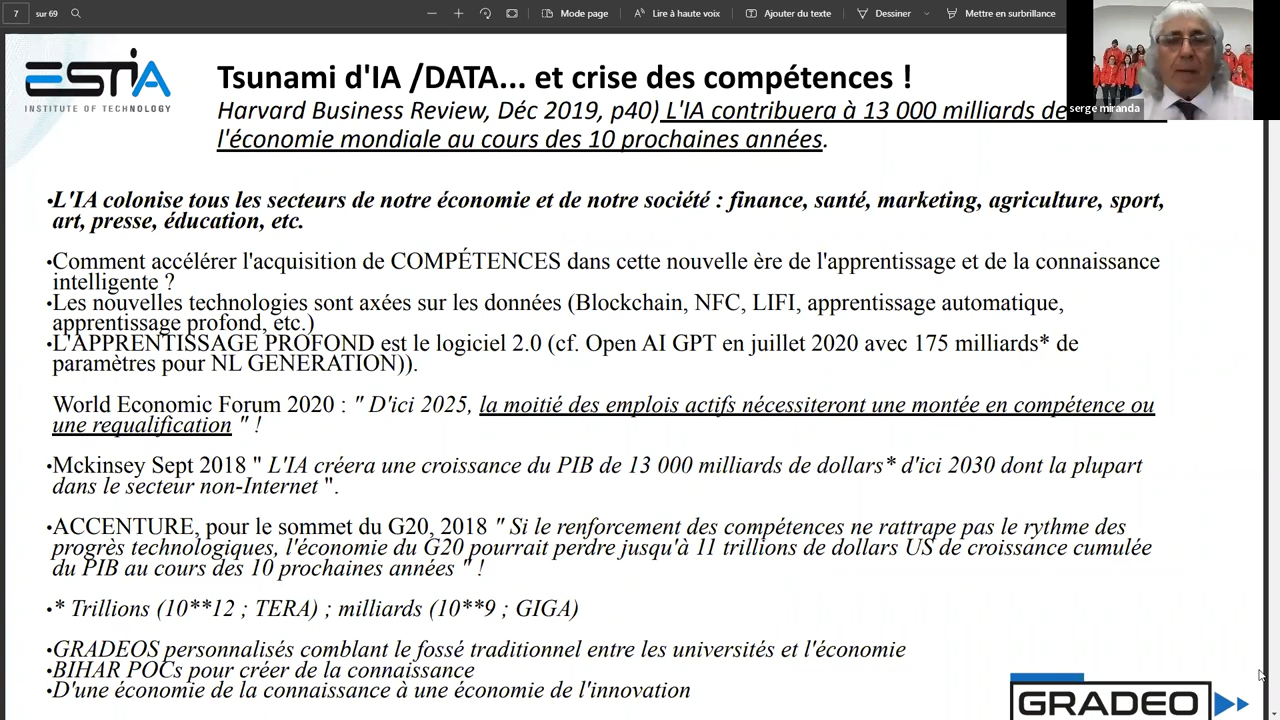 7 sur 69 Mode page Lire à haute voix Ajouter du texte Dessiner Mettre en surbrillance
serge miranda
ESTIA
INSTITUTE OF TECHNOLOGY
Tsunami d'IA /DATA... et crise des compétences !
Harvard Business Review, Déc 2019, p40) L'IA contribuera à 13 000 milliards de
l'économie mondiale au cours des 10 prochaines années.
•L'IA colonise tous les secteurs de notre économie et de notre société : finance, santé, marketing, agriculture, sport,
art, presse, éducation, etc.
•Comment accélérer l'acquisition de COMPÉTENCES dans cette nouvelle ère de l'apprentissage et de la connaissance
intelligente ?
•Les nouvelles technologies sont axées sur les données (Blockchain, NFC, LIFI, apprentissage automatique,
apprentissage profond, etc.)
•L'APPRENTISSAGE PROFOND est le logiciel 2.0 (cf. Open AI GPT en juillet 2020 avec 175 milliards* de
paramètres pour NL GENERATION)).
World Economic Forum 2020 : " D'ici 2025, la moitié des emplois actifs nécessiteront une montée en compétence ou
une requalification " !
•Mckinsey Sept 2018 " L'IA créera une croissance du PIB de 13 000 milliards de dollars* d'ici 2030 dont la plupart
dans le secteur non-Internet ".
•ACCENTURE, pour le sommet du G20, 2018 " Si le renforcement des compétences ne rattrape pas le rythme des
progrès technologiques, l'économie du G20 pourrait perdre jusqu'à 11 trillions de dollars US de croissance cumulée
du PIB au cours des 10 prochaines années " !
•* Trillions (10**12 ; TERA) ; milliards (10**9 ; GIGA)
•GRADEOS personnalisés comblant le fossé traditionnel entre les universités et l'économie
•BIHAR POCs pour créer de la connaissance
•D'une économie de la connaissance à une économie de l'innovation
GRADEO